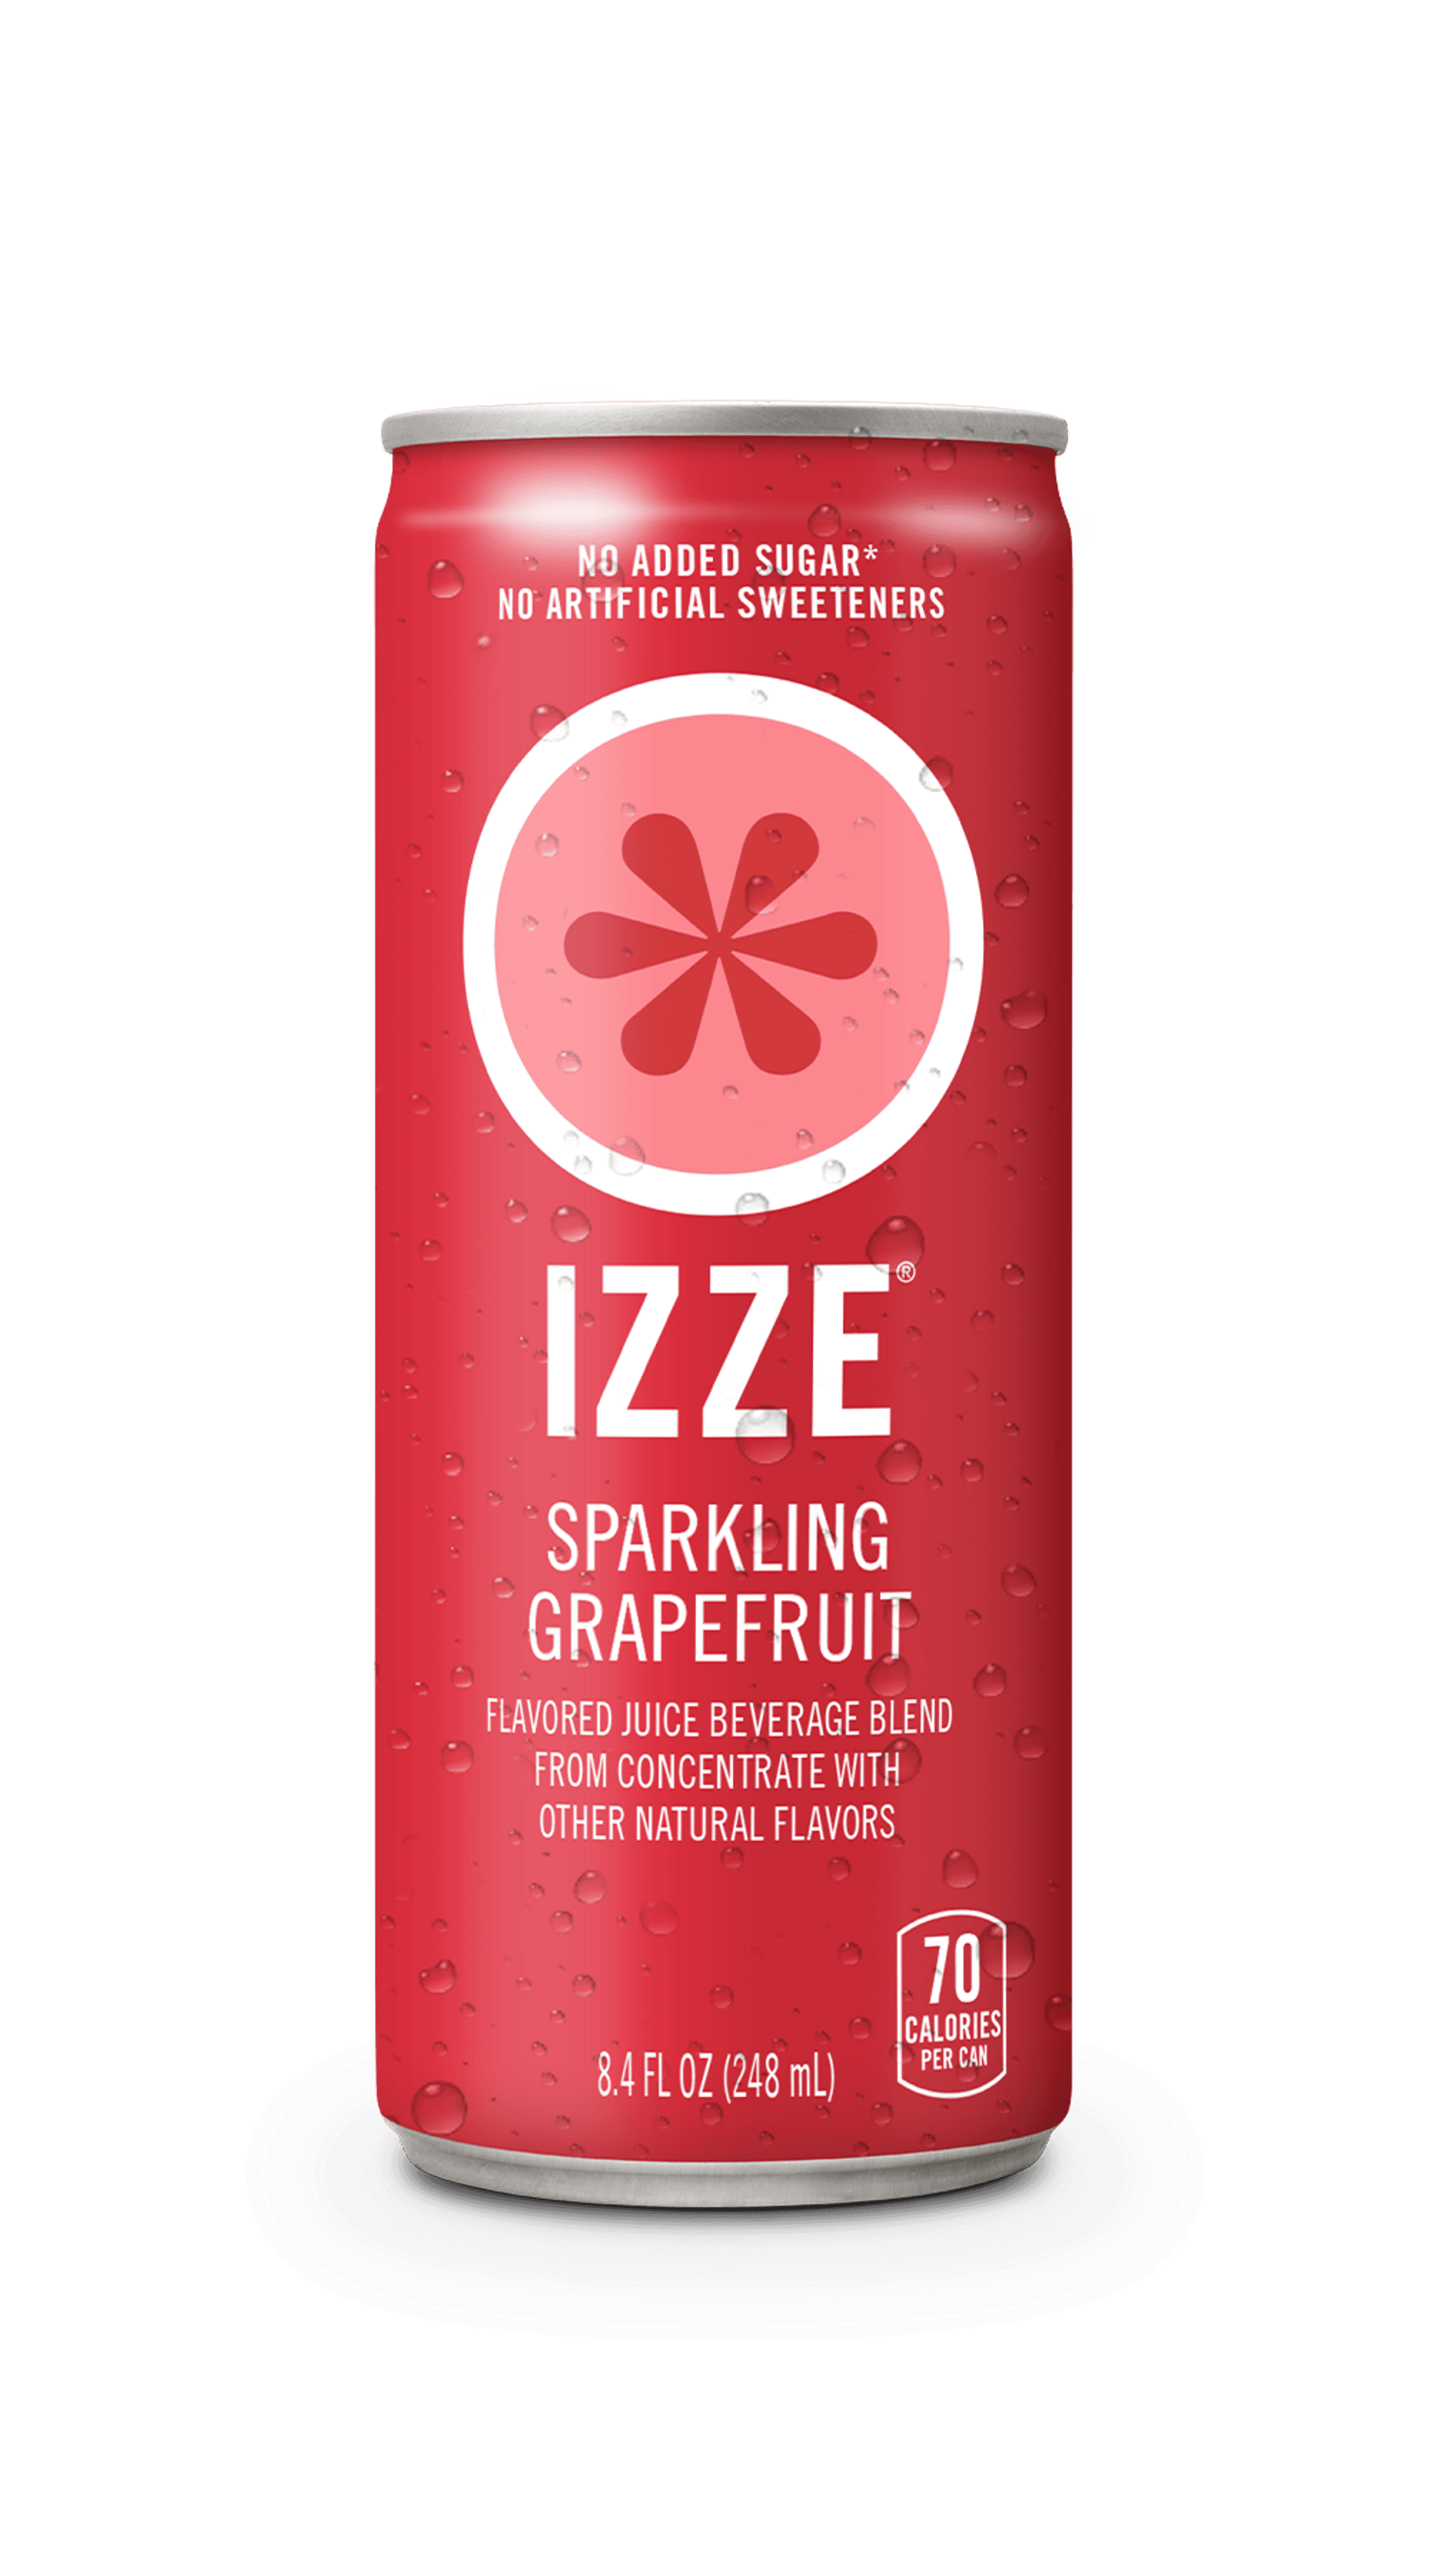 NO ADDED SUGAR*
NO ARTIFICIAL SWEETENERS
IZZE®
SPARKLING
GRAPEFRUIT
FLAVORED JUICE BEVERAGE BLEND
FROM CONCENTRATE WITH
OTHER NATURAL FLAVORS
70
CALORIES
PER CAN
8.4 FL OZ (248 mL)